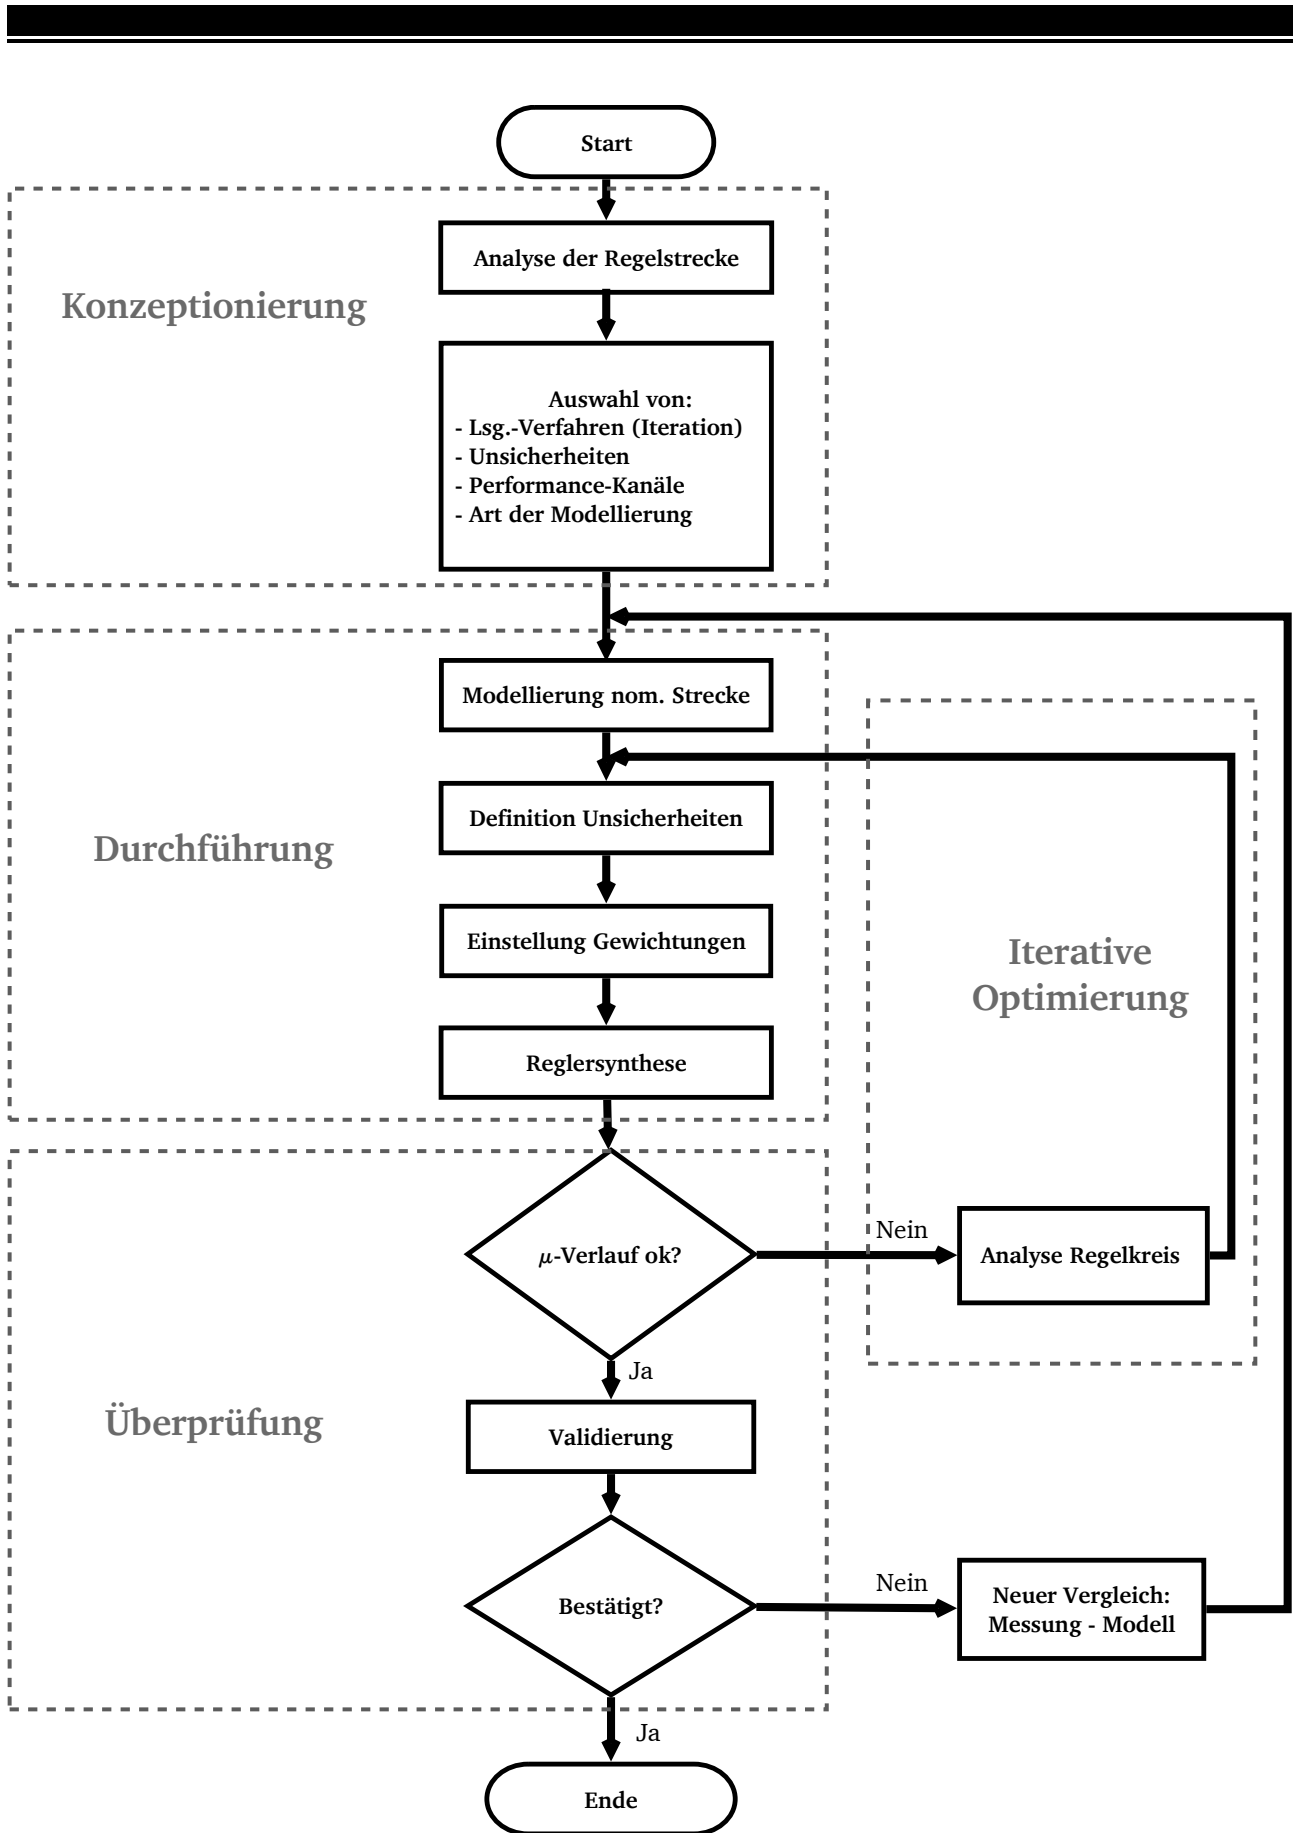 Start
Analyse der Regelstrecke
Konzeptionierung
Auswahl von:
- Lsg.-Verfahren (Iteration)
- Unsicherheiten
- Performance-Kanäle
- Art der Modellierung
Modellierung nom. Strecke
Definition Unsicherheiten
Durchführung
Einstellung Gewichtungen
Iterative
Optimierung
Reglersynthese
μ-Verlauf ok?
Nein
Analyse Regelkreis
Ja
Überprüfung
Validierung
Bestätigt?
Nein
Neuer Vergleich:
Messung - Modell
Ja
Ende